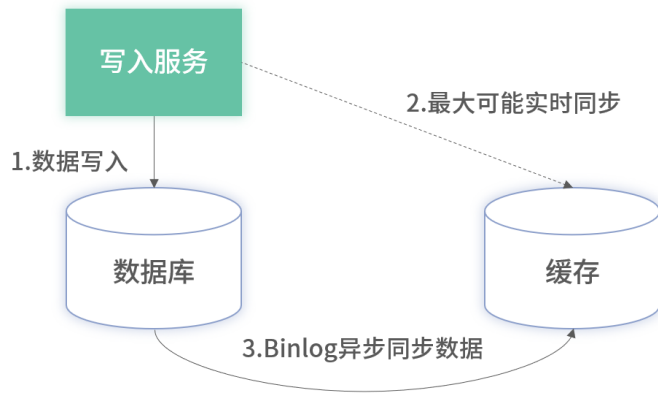 写入服务
2.最大可能实时同步
1.数据写入
数据库
缓存
3.Binlog异步同步数据